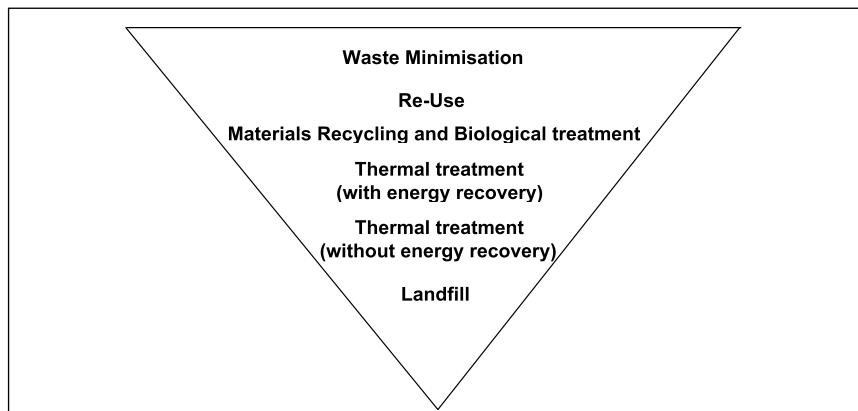 Waste Minimisation
Re-Use
Materials Recycling and Biological treatment
Thermal treatment
(with energy recovery)
Thermal treatment
(without energy recovery)
Landfill